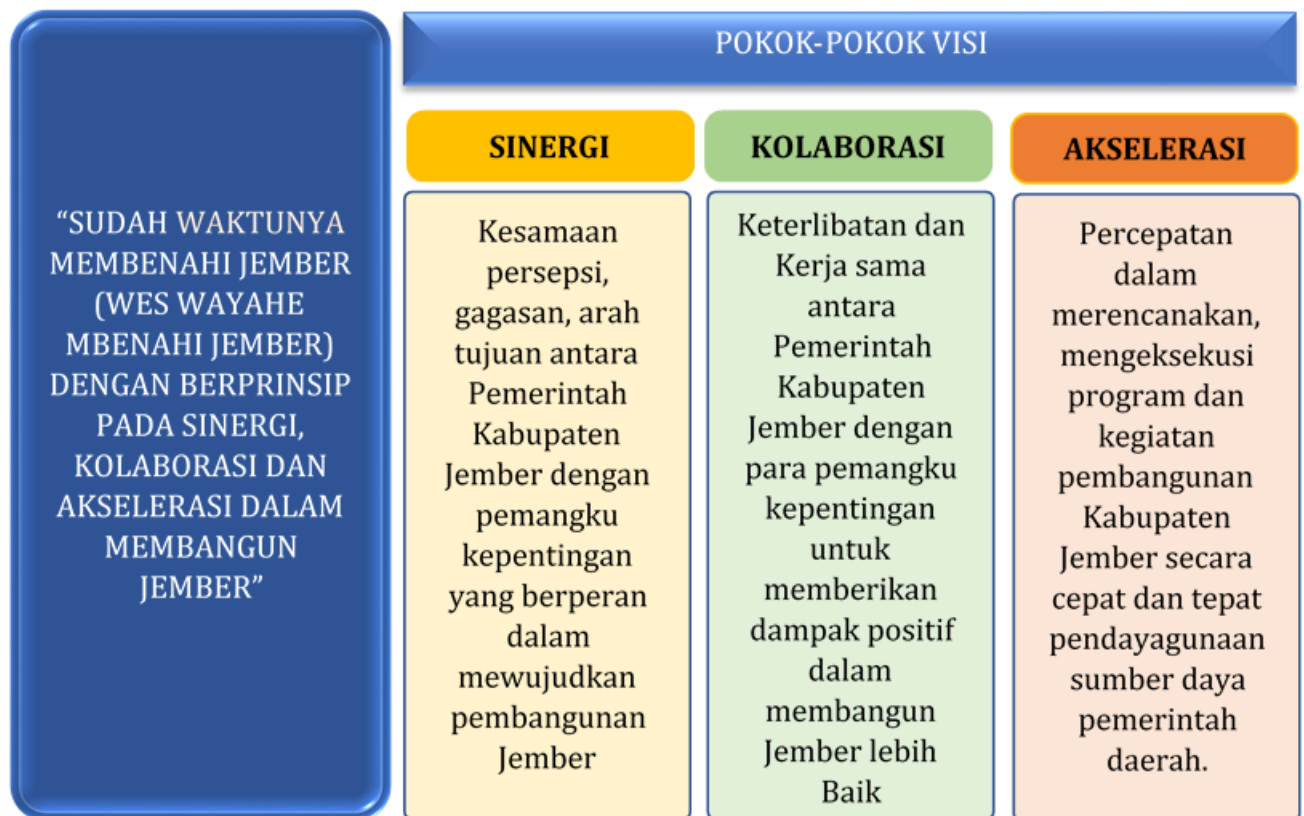 “SUDAH WAKTUNYA
MEMBENAHI JEMBER
(WES WAYAHE
MBENAHI JEMBER)
DENGAN BERPRINSIP
PADA SINERGI,
KOLABORASI DAN
AKSELERASI DALAM
MEMBANGUN
JEMBER”
POKOK-POKOK VISI
SINERGI
Kesamaan
persepsi,
gagasan, arah
tujuan antara
Pemerintah
Kabupaten
Jember dengan
pemangku
kepentingan
yang berperan
dalam
mewujudkan
pembangunan
Jember
KOLABORASI
Keterlibatan dan
Kerja sama
antara
Pemerintah
Kabupaten
Jember dengan
para pemangku
kepentingan
untuk
memberikan
dampak positif
dalam
membangun
Jember lebih
Baik
AKSELERASI
Percepatan
dalam
merencanakan,
mengeksekusi
program dan
kegiatan
pembangunan
Kabupaten
Jember secara
cepat dan tepat
pendayagunaan
sumber daya
pemerintah
daerah.